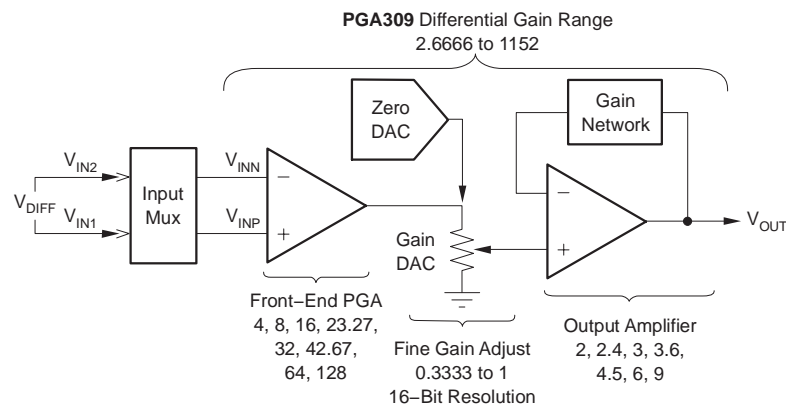 PGA309 Differential Gain Range
2.6666 to 1152
Zero
DAC
Gain
Network
VIN2
VINN
VDIFF
Input
Mux
VIN1
VINP
Gain
DAC
VOUT
Front−End PGA
4, 8, 16, 23.27,
32, 42.67,
64, 128
Fine Gain Adjust
0.3333 to 1
16−Bit Resolution
Output Amplifier
2, 2.4, 3, 3.6,
4.5, 6, 9